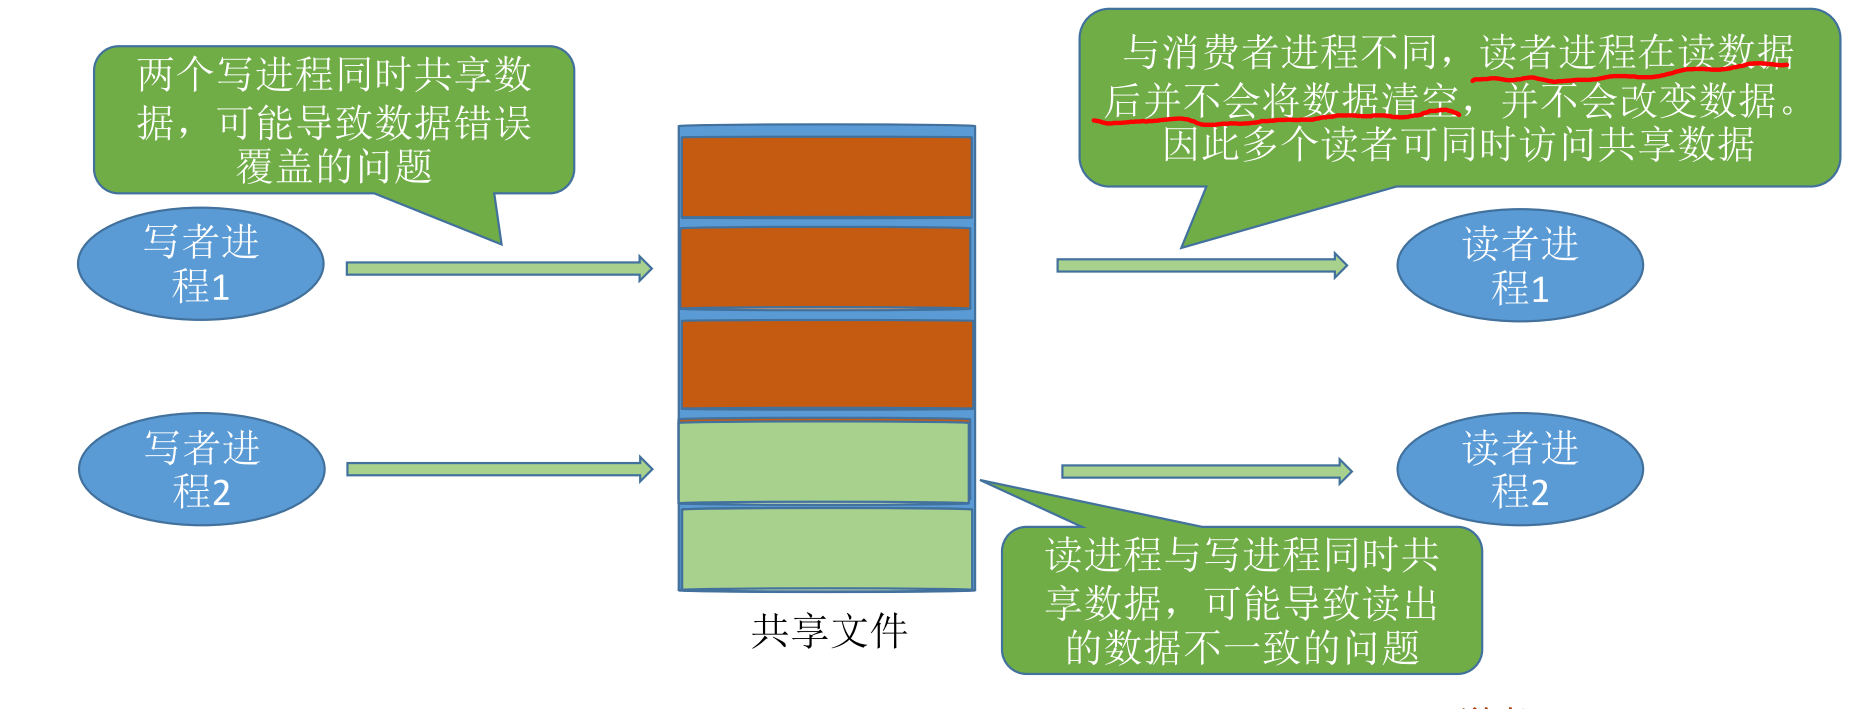 两个写进程同时共享数
据，可能导致数据错误
覆盖的问题
与消费者进程不同，读者进程在读数据
后并不会将数据清空，并不会改变数据。
因此多个读者可同时访问共享数据
写者进
程1
读者进
程1
写者进
程2
读者进
程2
读进程与写进程同时共
享数据，可能导致读出
的数据不一致的问题
共享文件